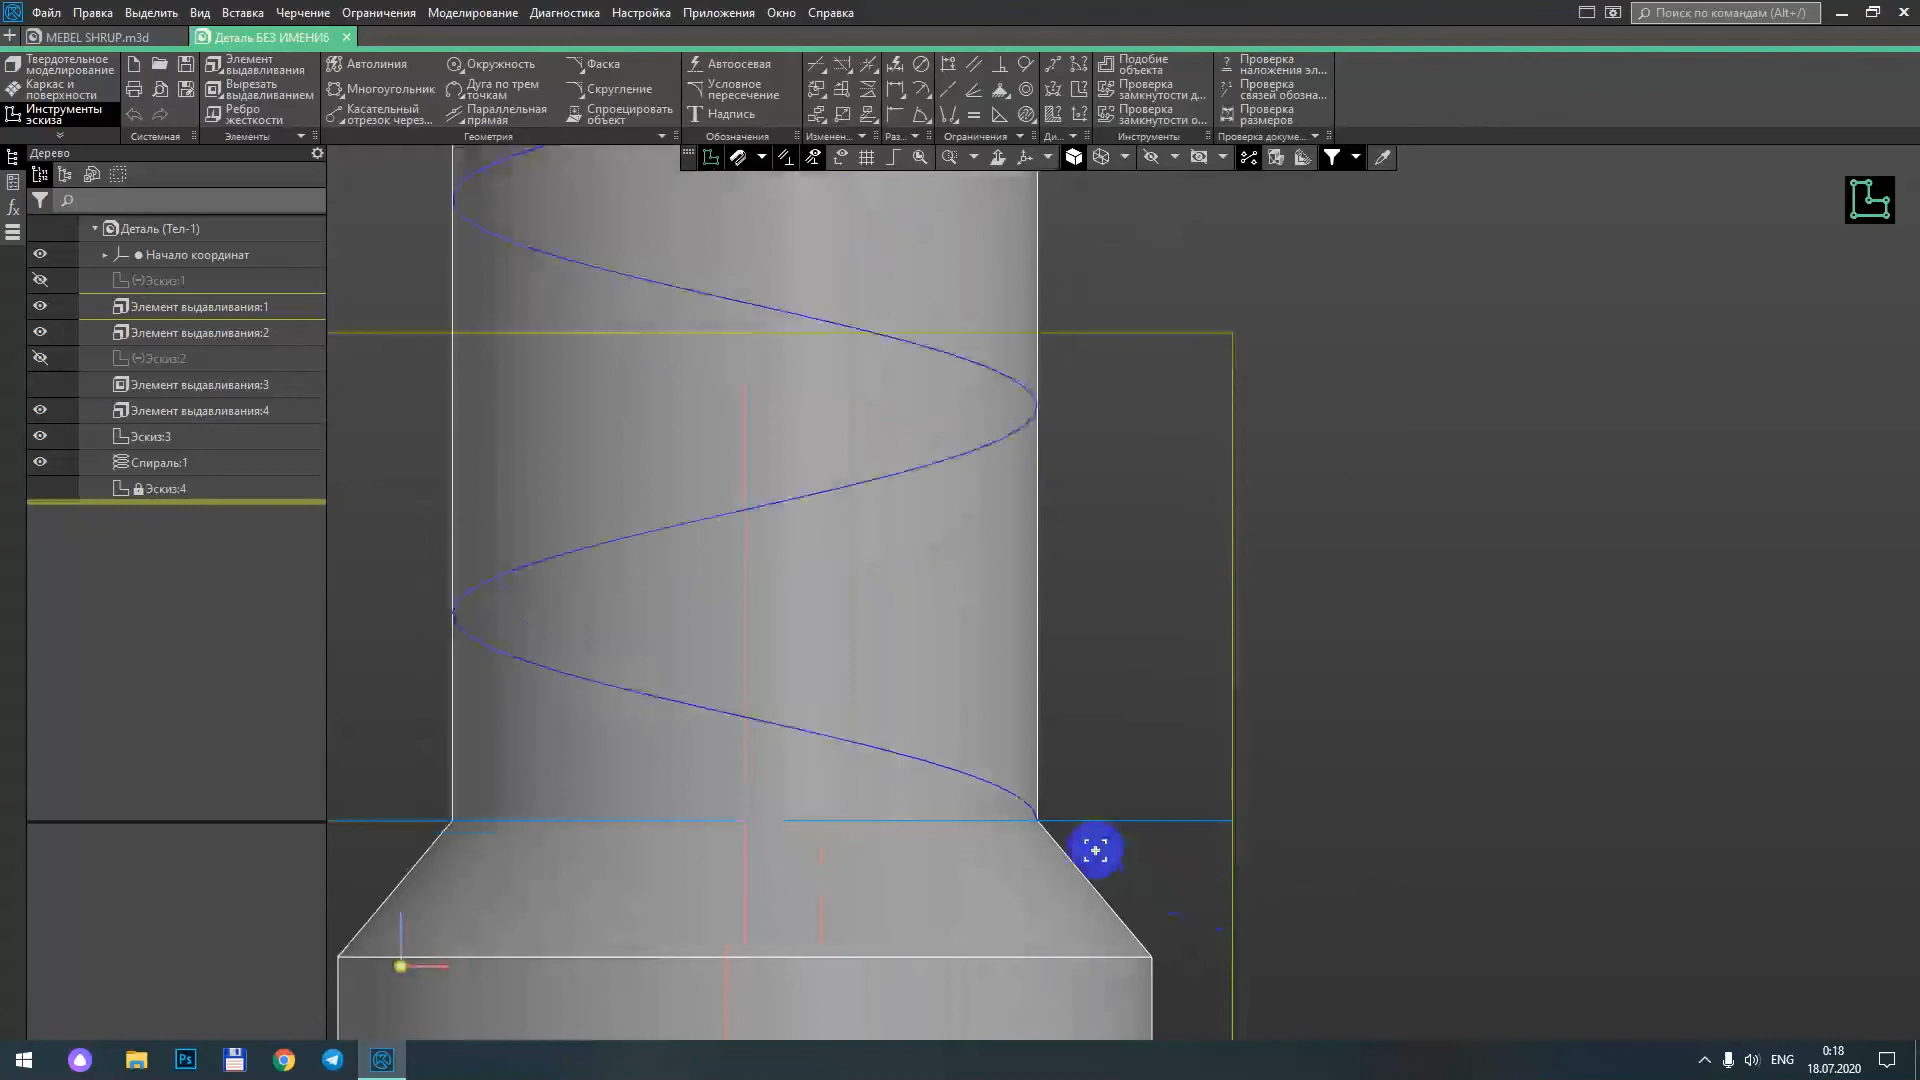 Файл Правка Выделить Вид Вставка Черчение Ограничения Моделирование Диагностика Настройка Приложения Окно Справка
Поиск по командам (Alt+/)
MEBEL SHRUP.m3d
Деталь БЕЗ ИМЕНИ6
Твердотельное моделирование
Каркас и поверхности
Инструменты эскиза
Системная
Элемент выдавливания
Вырезать выдавливанием
Ребро жесткости
Элементы
Автолиния
Многоугольник
Касательный отрезок через...
Окружность
Дуга по трем точкам
Параллельная прямая
Фаска
Скругление
Спроецировать объект
Геометрия
Автоосевая
Условное пересечение
Надпись
Обозначения
Изменен...
Раз...
Ограничения
Ди...
Подобие объекта
Проверка замкнутости д...
Проверка замкнутости о...
Инструменты
Проверка наложения эл...
Проверка связей обозна...
Проверка размеров
Проверка докуме...
Дерево
Деталь (Тел-1)
Начало координат
(-)Эскиз:1
Элемент выдавливания:1
Элемент выдавливания:2
(-)Эскиз:2
Элемент выдавливания:3
Элемент выдавливания:4
Эскиз:3
Спираль:1
Эскиз:4
Ps
ENG
0:18
18.07.2020